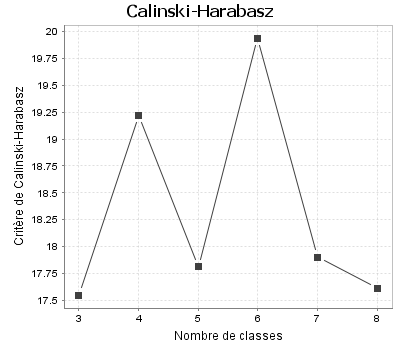 Calinski-Harabasz
20
19.75
19.5
19.25
19
18.75
18.5
18.25
18
17.75
17.5
Critère de Calinski-Harabasz
3 4 5 6 7 8
Nombre de classes